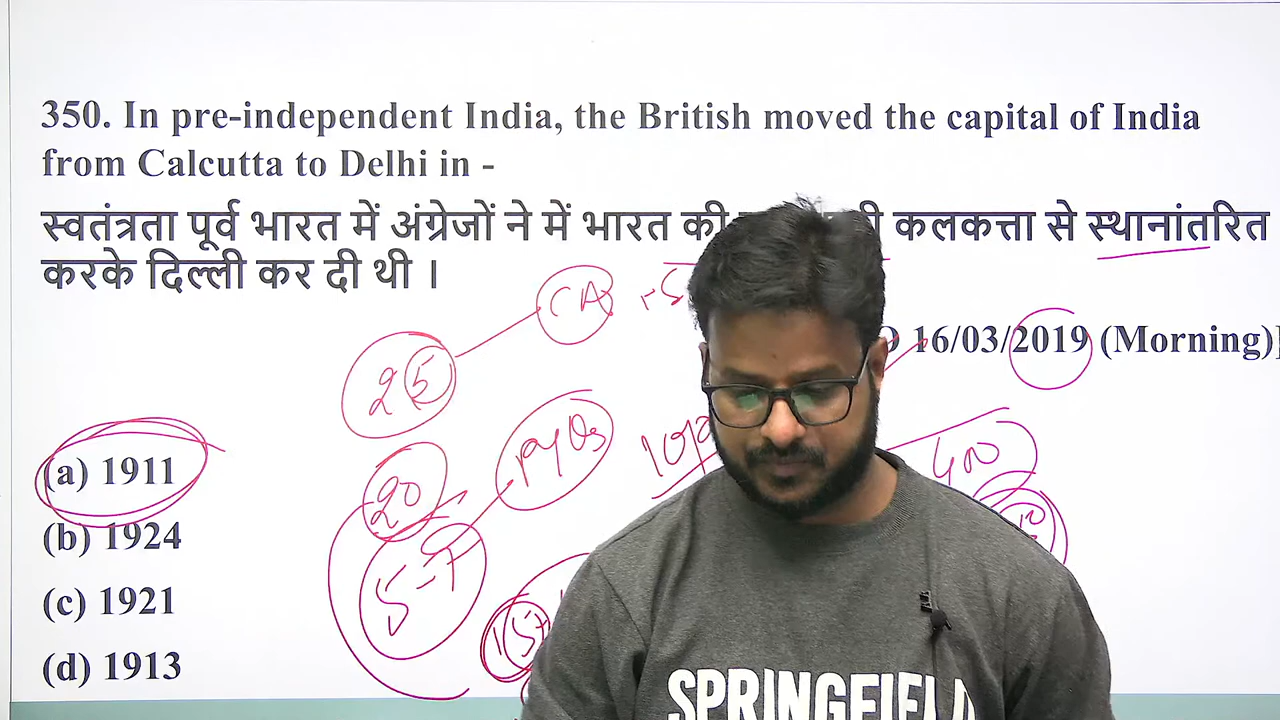 350. In pre-independent India, the British moved the capital of India
from Calcutta to Delhi in -
स्वतंत्रता पूर्व भारत में अंग्रेजों ने में भारत की कलकत्ता से स्थानांतरित
करके दिल्ली कर दी थी ।
CA
16/03/2019 (Morning)]
25
PYQs
400
(a) 1911
20
(b) 1924
5-7
(c) 1921
15+
(d) 1913
SPRINGFIELD